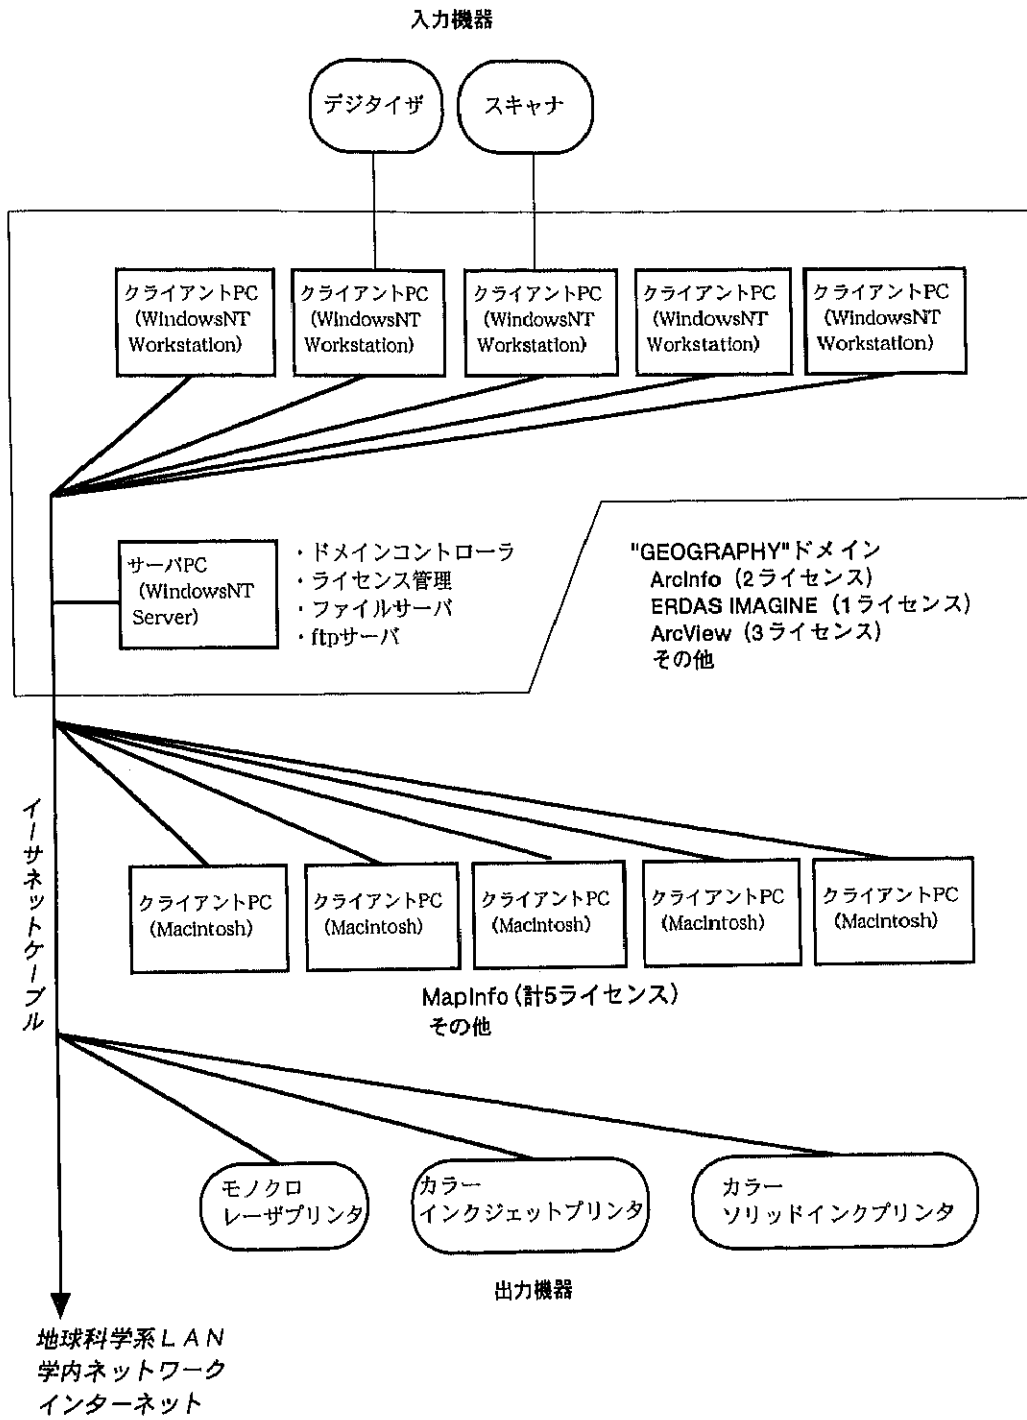 入力機器
デジタイザ
スキャナ
クライアントPC
(WindowsNT
Workstation)
クライアントPC
(WindowsNT
Workstation)
クライアントPC
(WindowsNT
Workstation)
クライアントPC
(WindowsNT
Workstation)
クライアントPC
(WindowsNT
Workstation)
サーバPC
(WindowsNT
Server)
・ドメインコントローラ
・ライセンス管理
・ファイルサーバ
・ftpサーバ
"GEOGRAPHY"ドメイン
ArcInfo (2ライセンス)
ERDAS IMAGINE (1ライセンス)
ArcView (3ライセンス)
その他
イーサネットケーブル
クライアントPC
(Macintosh)
クライアントPC
(Macintosh)
クライアントPC
(Macintosh)
クライアントPC
(Macintosh)
クライアントPC
(Macintosh)
MapInfo (計5ライセンス)
その他
モノクロ
レーザプリンタ
カラー
インクジェットプリンタ
カラー
ソリッドインクプリンタ
出力機器
地球科学系LAN
学内ネットワーク
インターネット